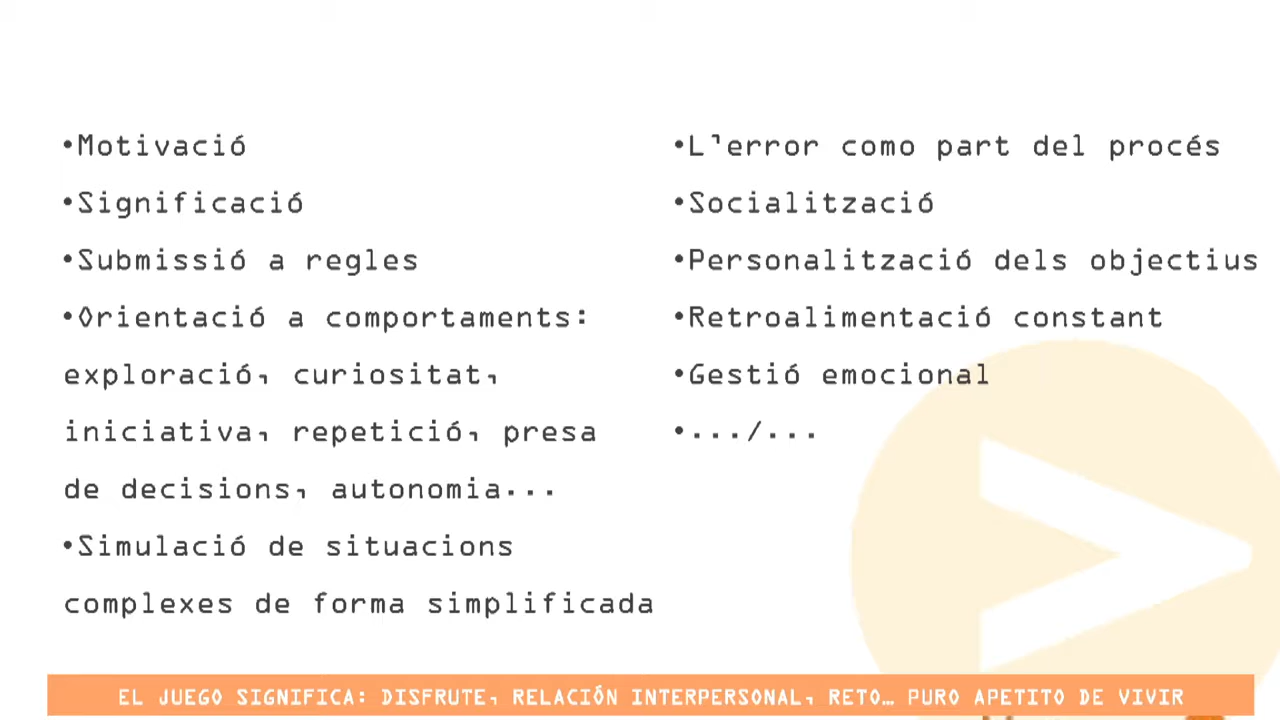 •Motivació
•Significació
•Submissió a regles
•Orientació a comportaments:
exploració, curiositat,
iniciativa, repetició, presa
de decisions, autonomia...
•Simulació de situacions
complexes de forma simplificada
•L'error como part del procés
•Socialització
•Personalització dels objectius
•Retroalimentació constant
•Gestió emocional
•.../...
EL JUEGO SIGNIFICA: DISFRUTE, RELACIÓN INTERPERSONAL, RETO… PURO APETITO DE VIVIR